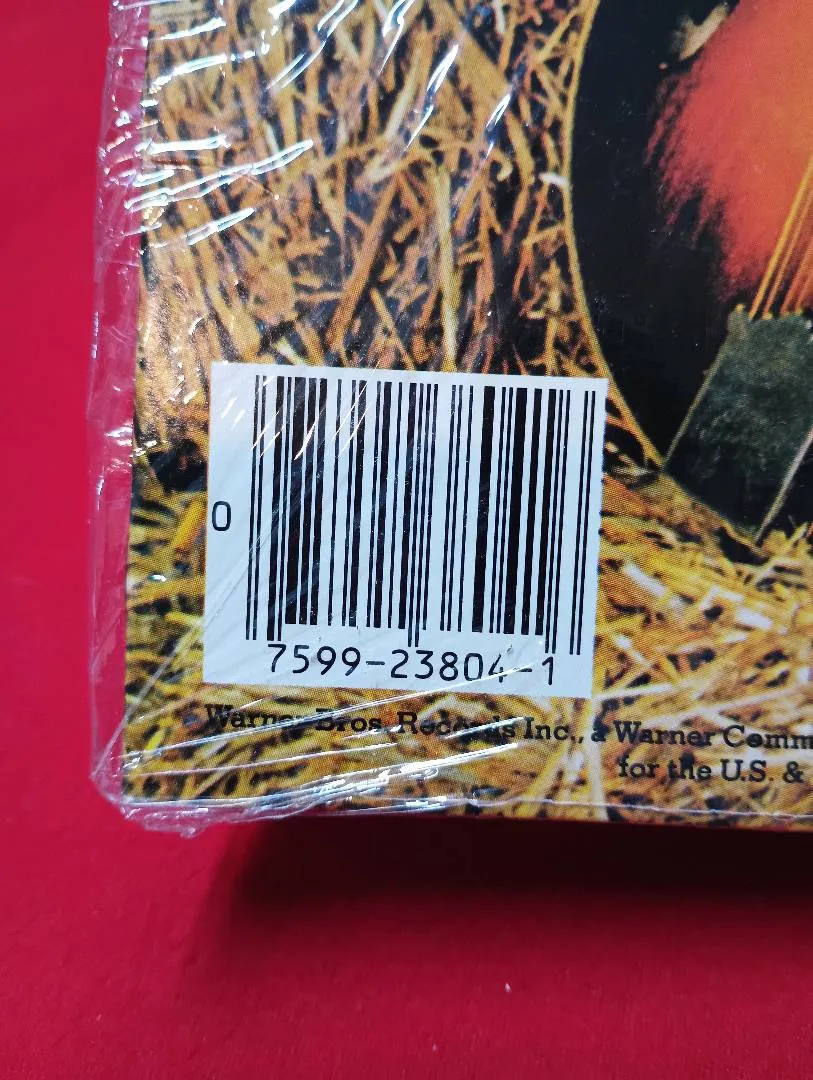 0
7599-23804-1
Warner Bros. Records Inc., a Warner Comm
for the U.S. &